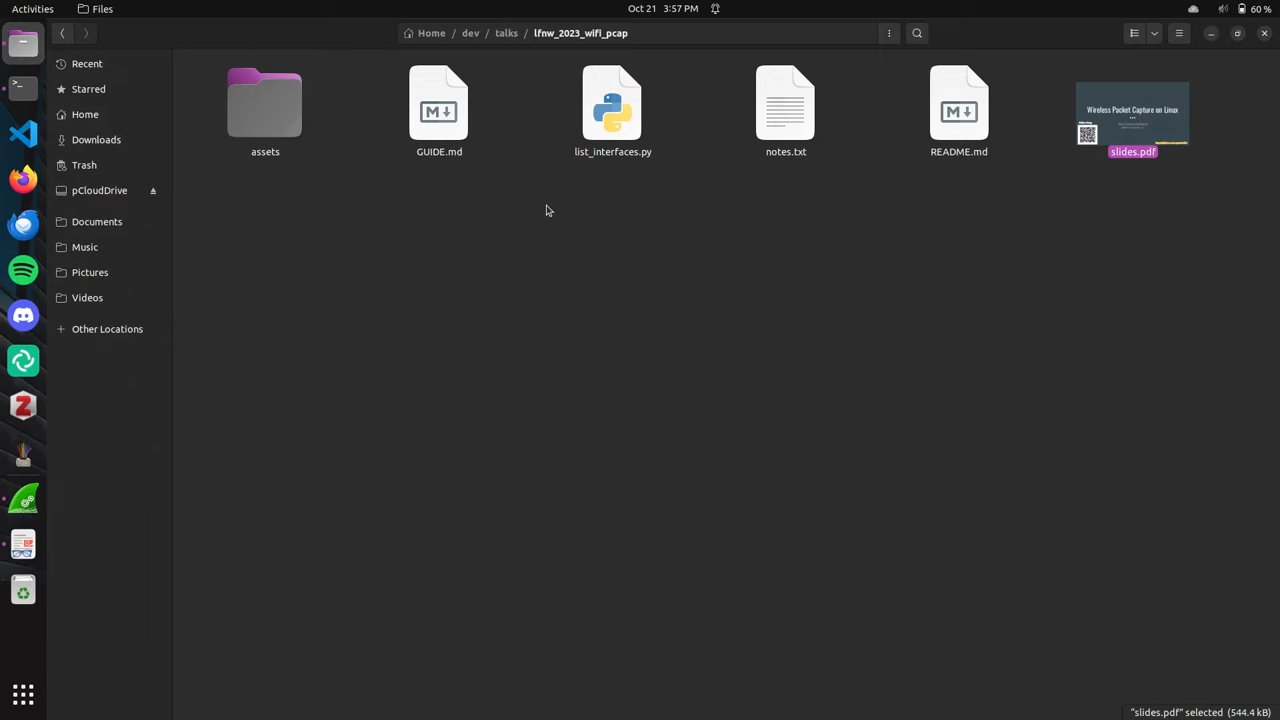 Activities
Files
Oct 21 3:57 PM
60 %
Home / dev / talks / lfnw_2023_wifi_pcap
Recent
Starred
Downloads
Trash
pCloudDrive
Documents
Music
Pictures
Videos
+ Other Locations
assets
M
GUIDE.md
list_interfaces.py
notes.txt
M
README.md
Wireless Packet Capture on Linux
slides.pdf
>_
Z
"slides.pdf" selected (544.4 kB)